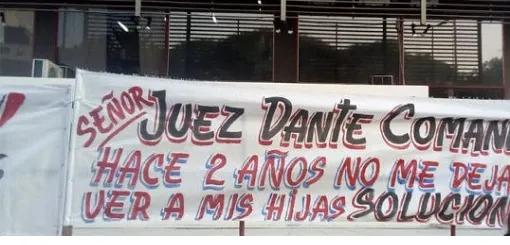 SEÑOR JUEZ DANTE COMAN
HACE 2 AÑOS NO ME DEJA
VER A MIS HIJAS SOLUCION